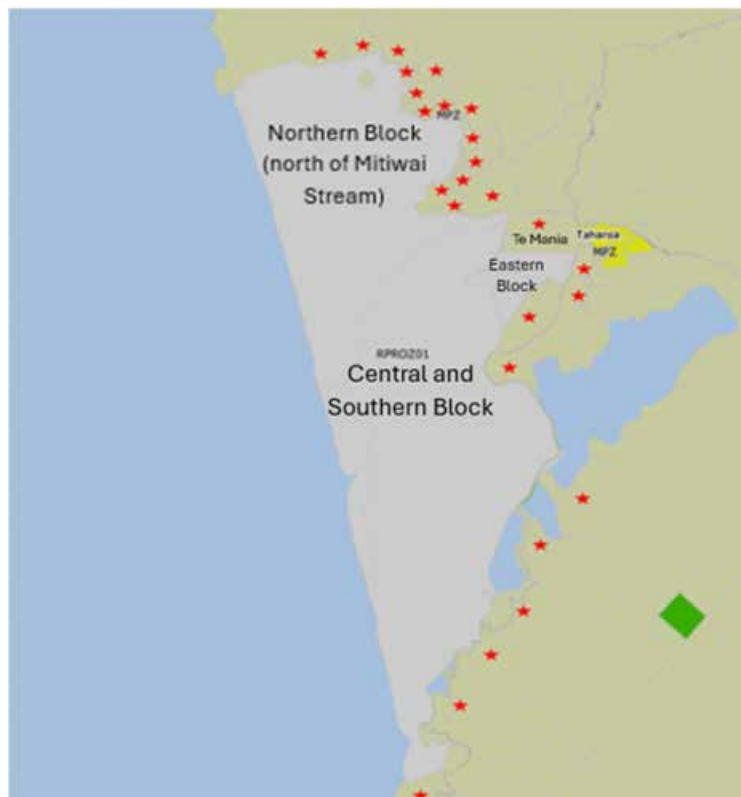 MPZ
Northern Block
(north of Mitiwai
Stream)
Te Mania
Taharoa
MPZ
Eastern
Block
RPROZ01
Central and
Southern Block